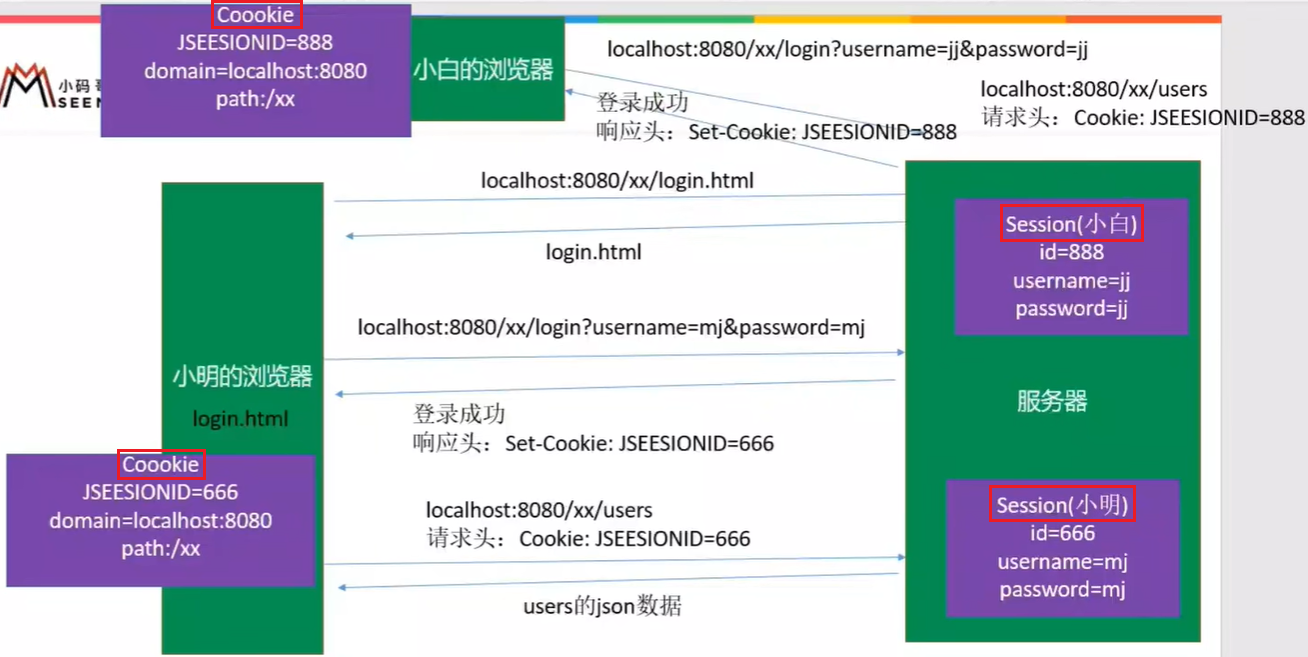 Coookie
JSEESIONID=888
domain=localhost:8080
path:/xx
小白的浏览器
小码
SEEM
localhost:8080/xx/login?username=jj&password=jj
登录成功
响应头：Set-Cookie: JSEESIONID=888
localhost:8080/xx/users
请求头：Cookie: JSEESIONID=888
localhost:8080/xx/login.html
login.html
Session(小白)
id=888
username=jj
password=jj
localhost:8080/xx/login?username=mj&password=mj
小明的浏览器
login.html
服务器
登录成功
响应头：Set-Cookie: JSEESIONID=666
Coookie
JSEESIONID=666
domain=localhost:8080
path:/xx
localhost:8080/xx/users
请求头：Cookie: JSEESIONID=666
users的json数据
Session(小明)
id=666
username=mj
password=mj